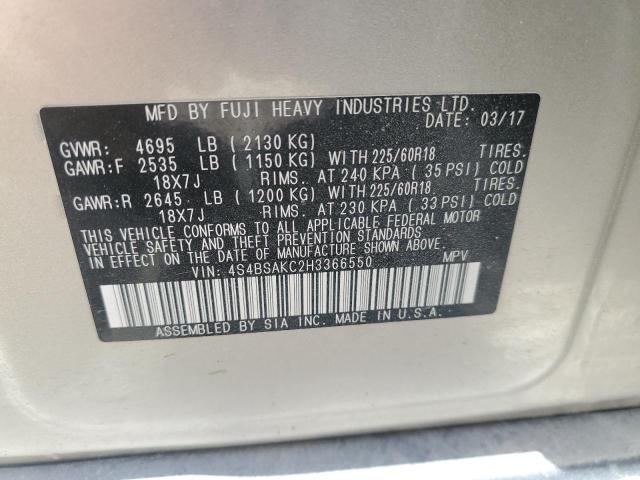 MFD BY FUJI HEAVY INDUSTRIES LTD.
DATE: 03/17
GVWR: 4695 LB ( 2130 KG)
GAWR:F 2535 LB ( 1150 KG) WITH 225/60R18 TIRES.
18X7J RIMS. AT 240 KPA ( 35 PSI) COLD
GAWR:R 2645 LB ( 1200 KG) WITH 225/60R18 TIRES.
18X7J RIMS. AT 230 KPA ( 33 PSI) COLD
THIS VEHICLE CONFORMS TO ALL APPLICABLE FEDERAL MOTOR
VEHICLE SAFETY AND THEFT PREVENTION STANDARDS
IN EFFECT ON THE DATE OF MANUFACTURE SHOWN ABOVE.
VIN: 4S4BSAKC2H3366550 MPV
ASSEMBLED BY SIA INC. MADE IN U.S.A.